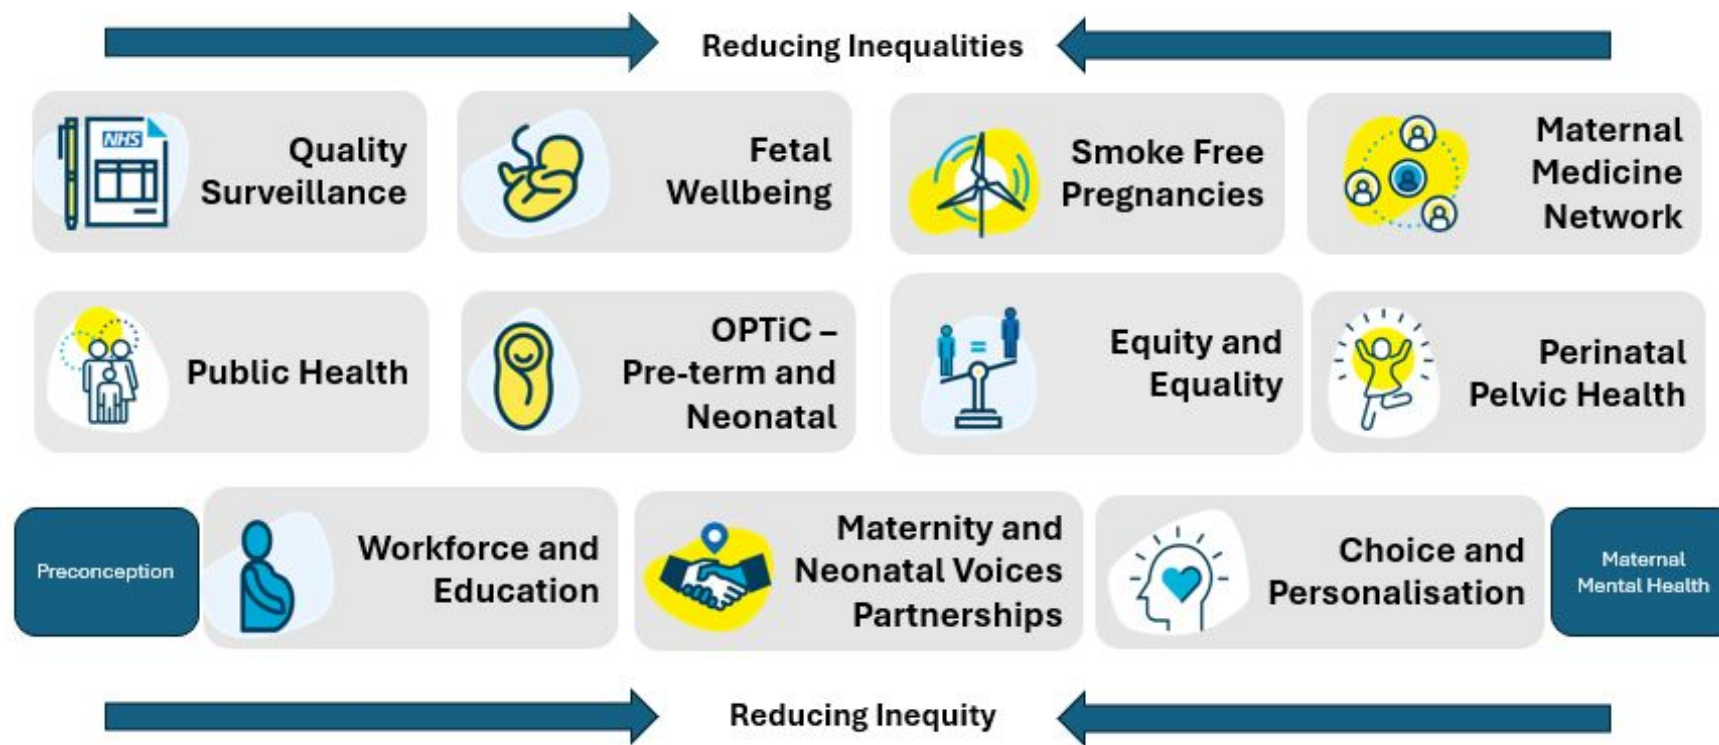 Reducing Inequalities
NHS
Quality
Surveillance
Fetal
Wellbeing
Smoke Free
Pregnancies
Maternal
Medicine
Network
Public Health
OPTiC –
Pre-term and
Neonatal
=
Equity and
Equality
Perinatal
Pelvic Health
Preconception
Workforce and
Education
Maternity and
Neonatal Voices
Partnerships
Choice and
Personalisation
Maternal
Mental Health
Reducing Inequity